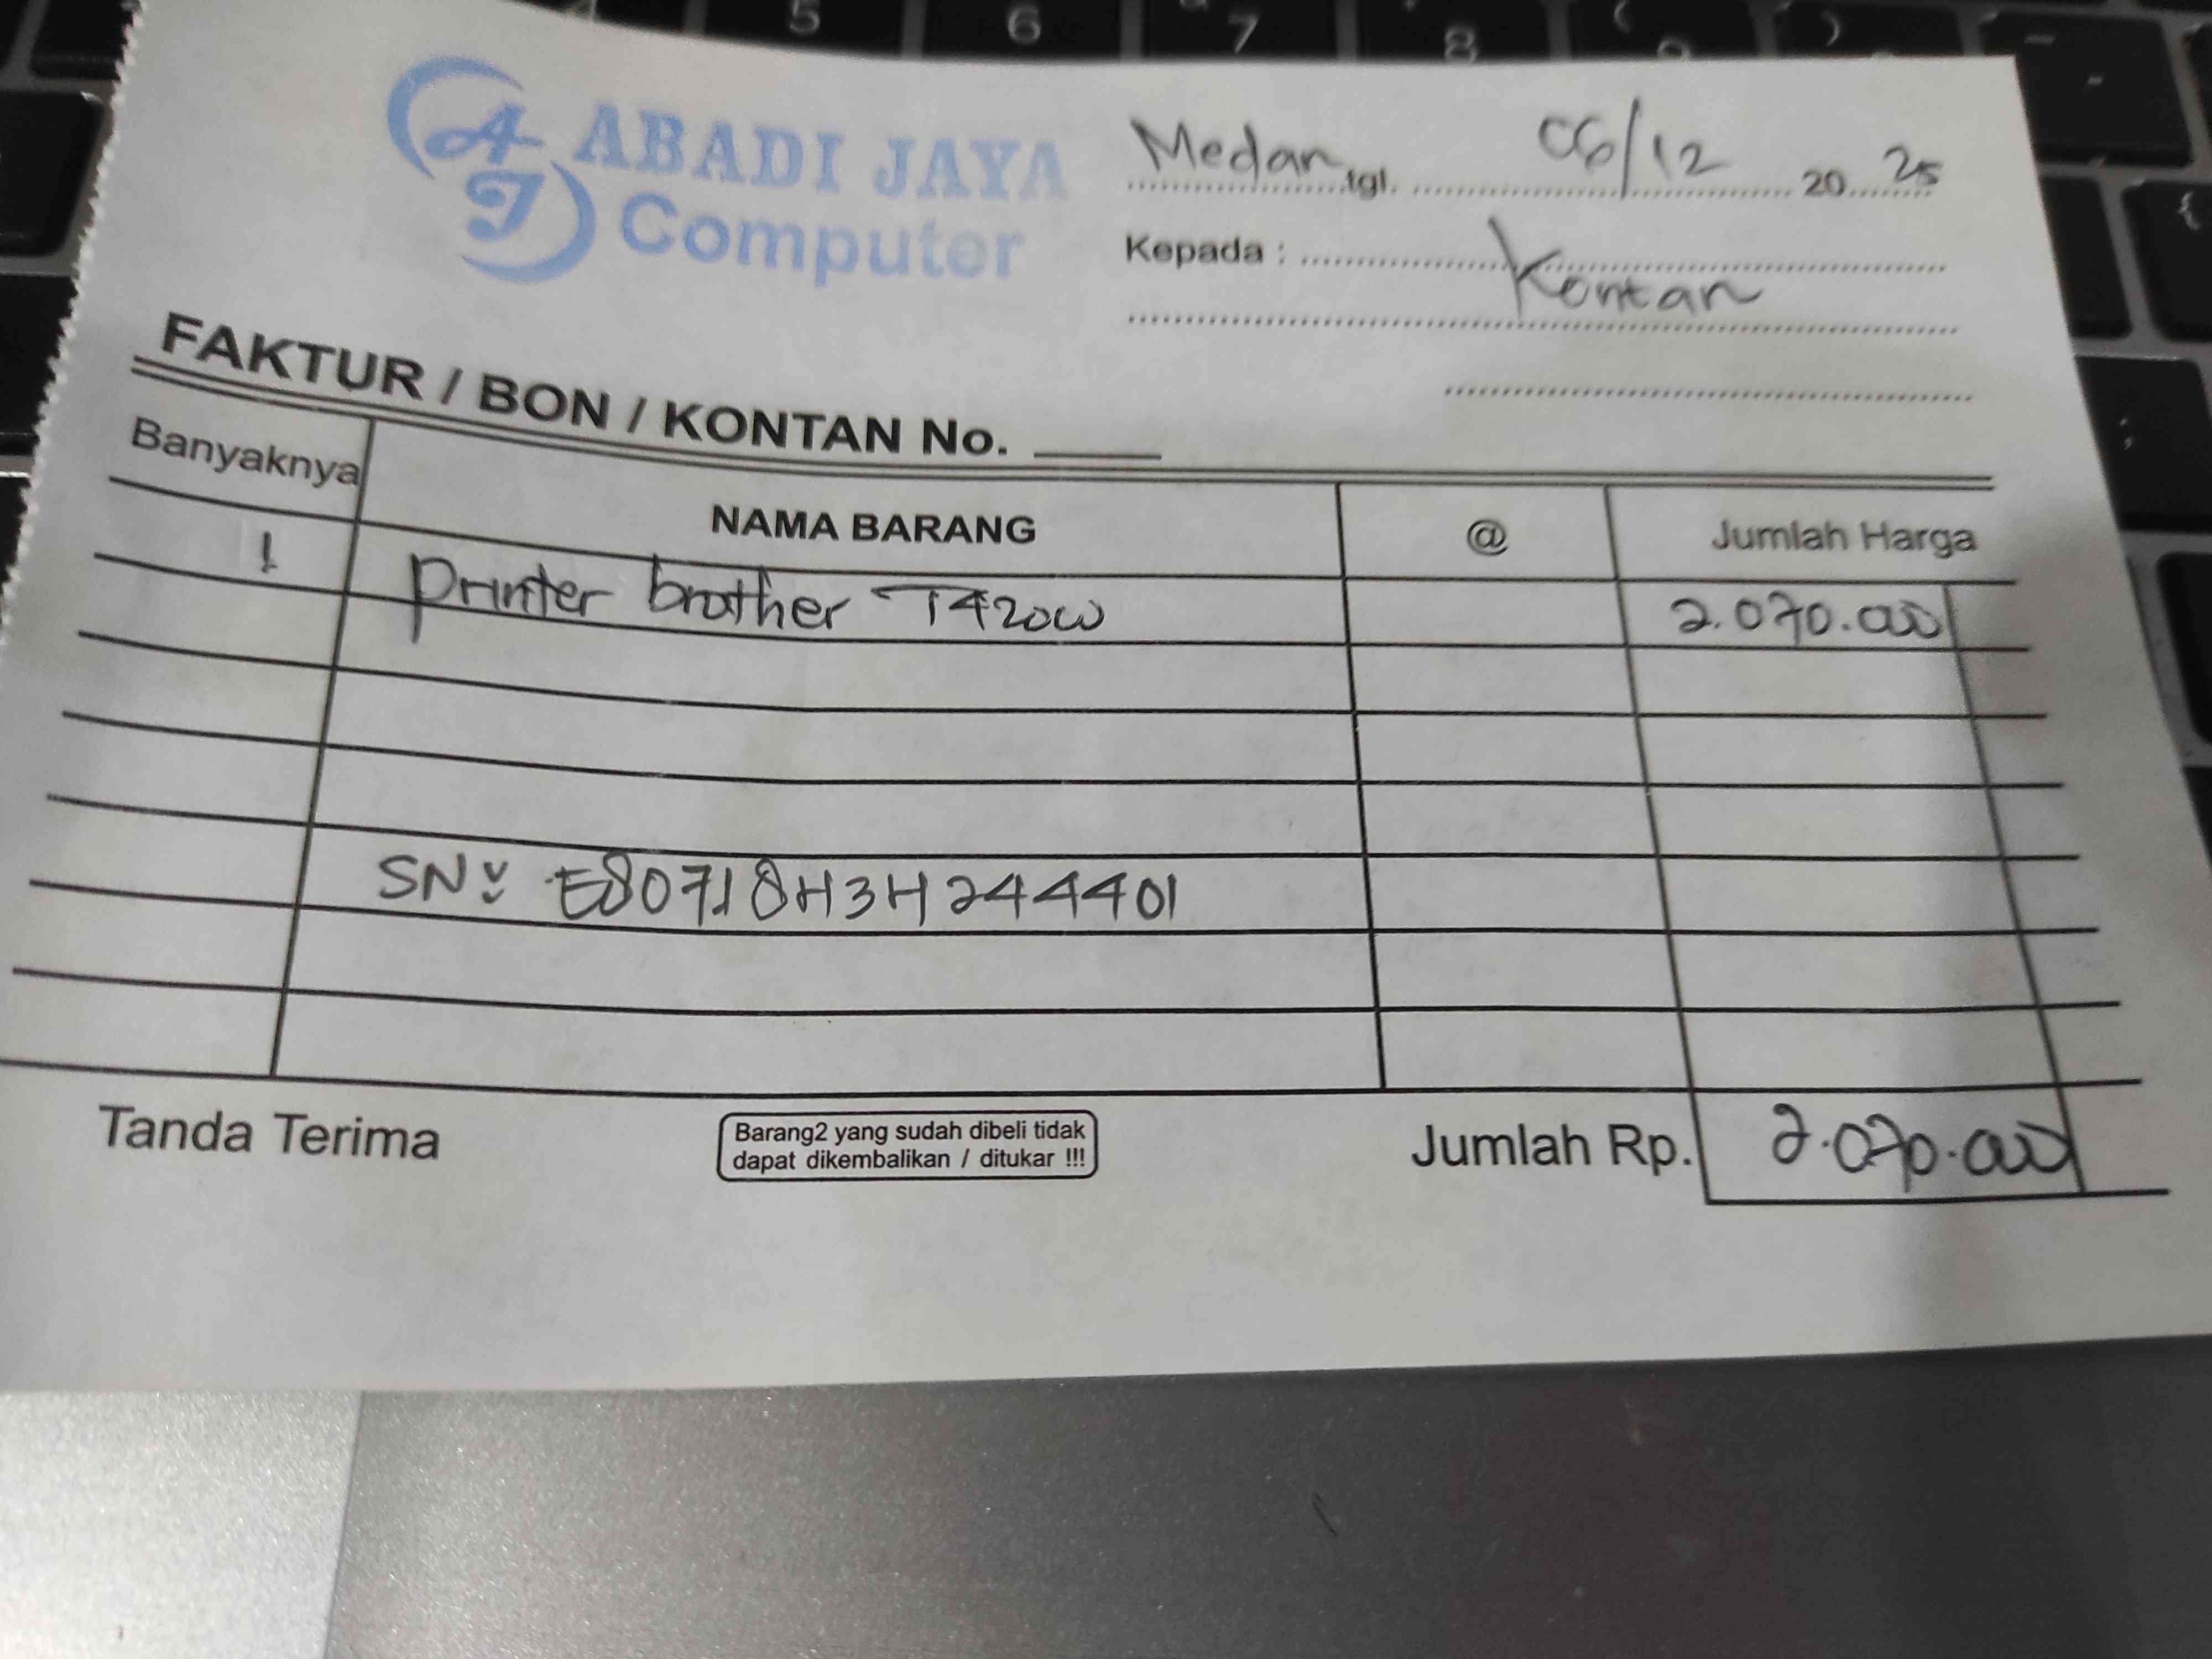 ABADI JAYA
Computer
Medan tgl. 06/12 20 25
Kepada : Kontan
FAKTUR / BON / KONTAN No.
Banyaknya NAMA BARANG @ Jumlah Harga
1 Printer brother T420W 2.070.000
SN: E80718H3H244401
Tanda Terima
Barang2 yang sudah dibeli tidak
dapat dikembalikan / ditukar !!!
Jumlah Rp. 2.070.000